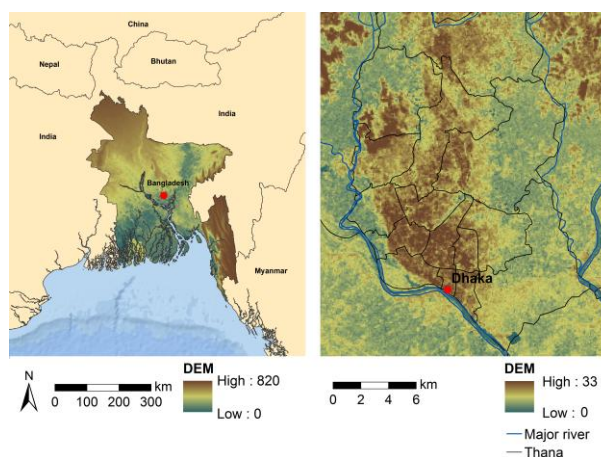 China
Nepal
Bhutan
India
India
Bangladesh
Myanmar
Dhaka
N
0 100 200 300
km
DEM
High : 820
Low : 0
0 2 4 6
km
DEM
High : 33
Low : 0
Major river
Thana